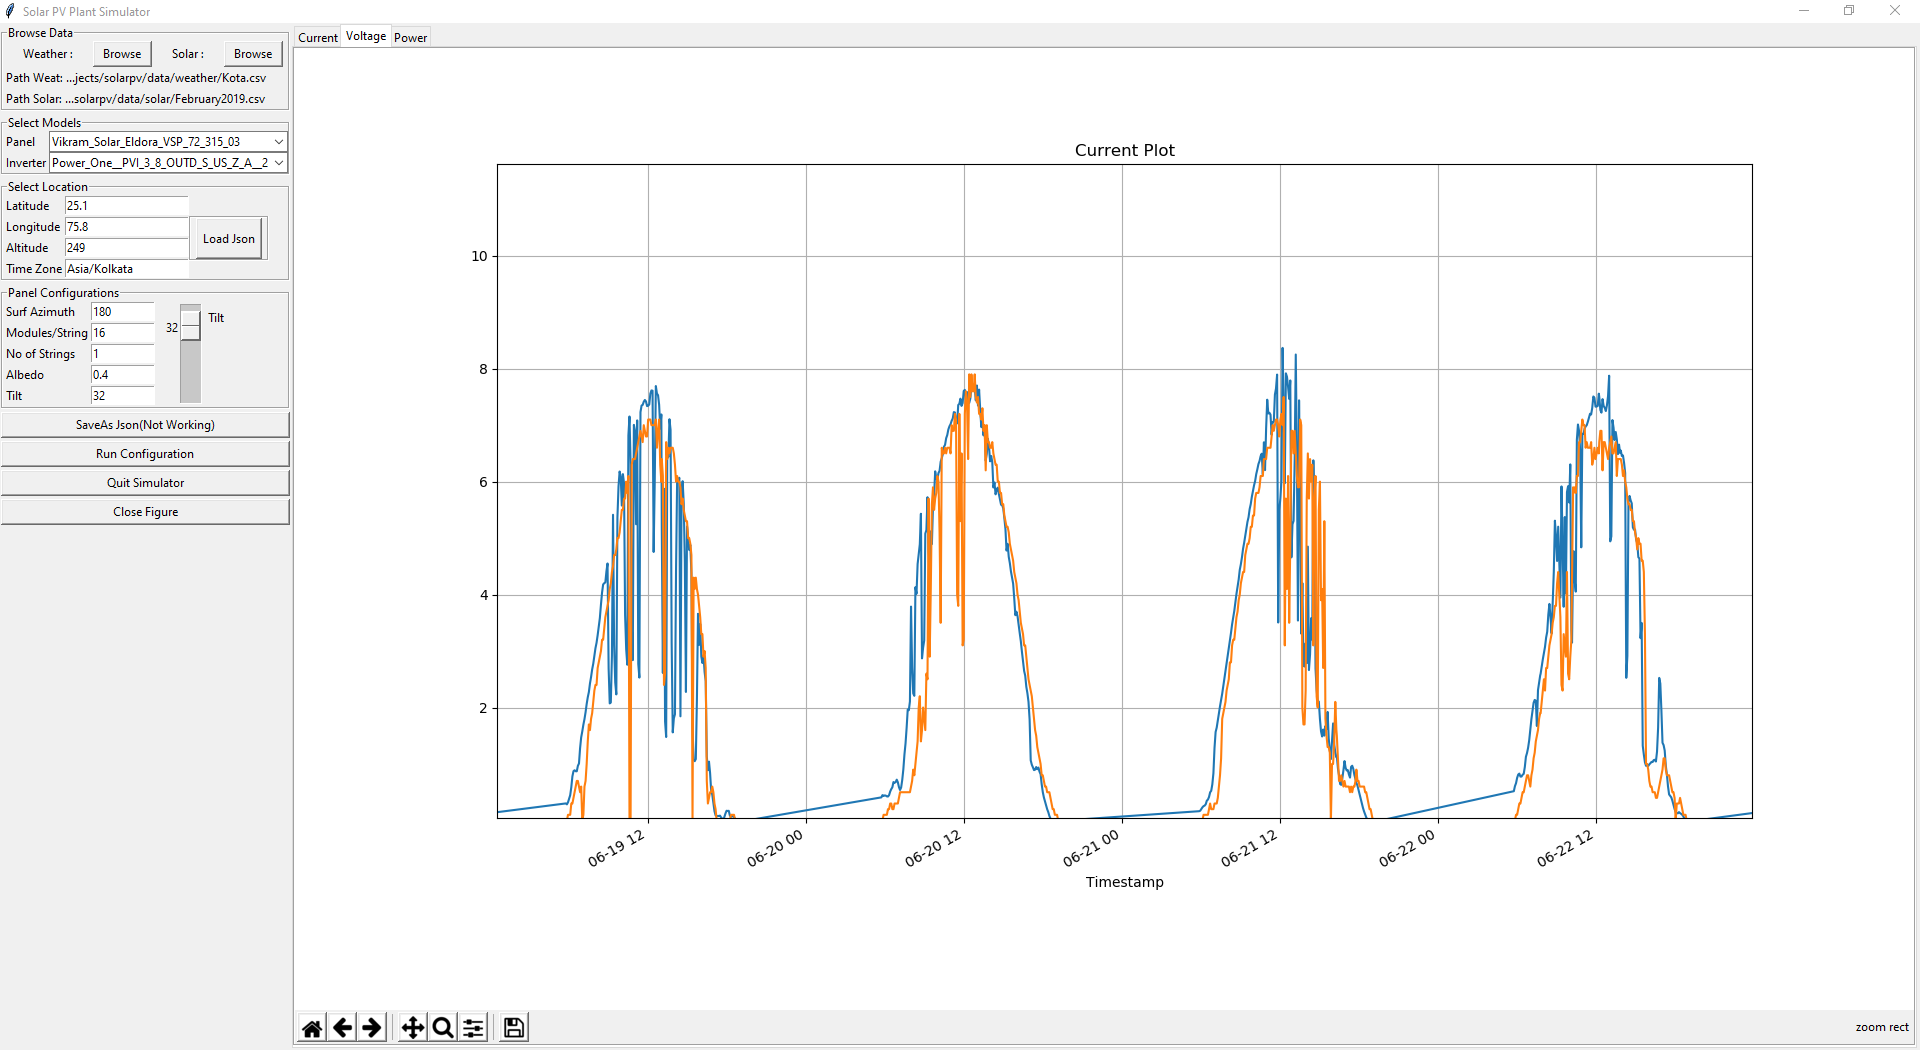 Solar PV Plant Simulator
Browse Data
Weather : Browse Solar : Browse
Path Weat: ...jects/solarpv/data/weather/Kota.csv
Path Solar: ...solarpv/data/solar/February2019.csv
Select Models
Panel Vikram_Solar_Eldora_VSP_72_315_03
Inverter Power_One__PVI_3_8_OUTD_S_US_Z_A__2
Select Location
Latitude 25.1
Longitude 75.8
Altitude 249
Time Zone Asia/Kolkata
Load Json
Panel Configurations
Surf Azimuth 180
Modules/String 16
No of Strings 1
Albedo 0.4
Tilt 32
32 Tilt
SaveAs Json(Not Working)
Run Configuration
Quit Simulator
Close Figure
Current Voltage Power
Current Plot
10
8
6
4
2
06-19 12 06-20 00 06-20 12 06-21 00 06-21 12 06-22 00 06-22 12
Timestamp
zoom rect